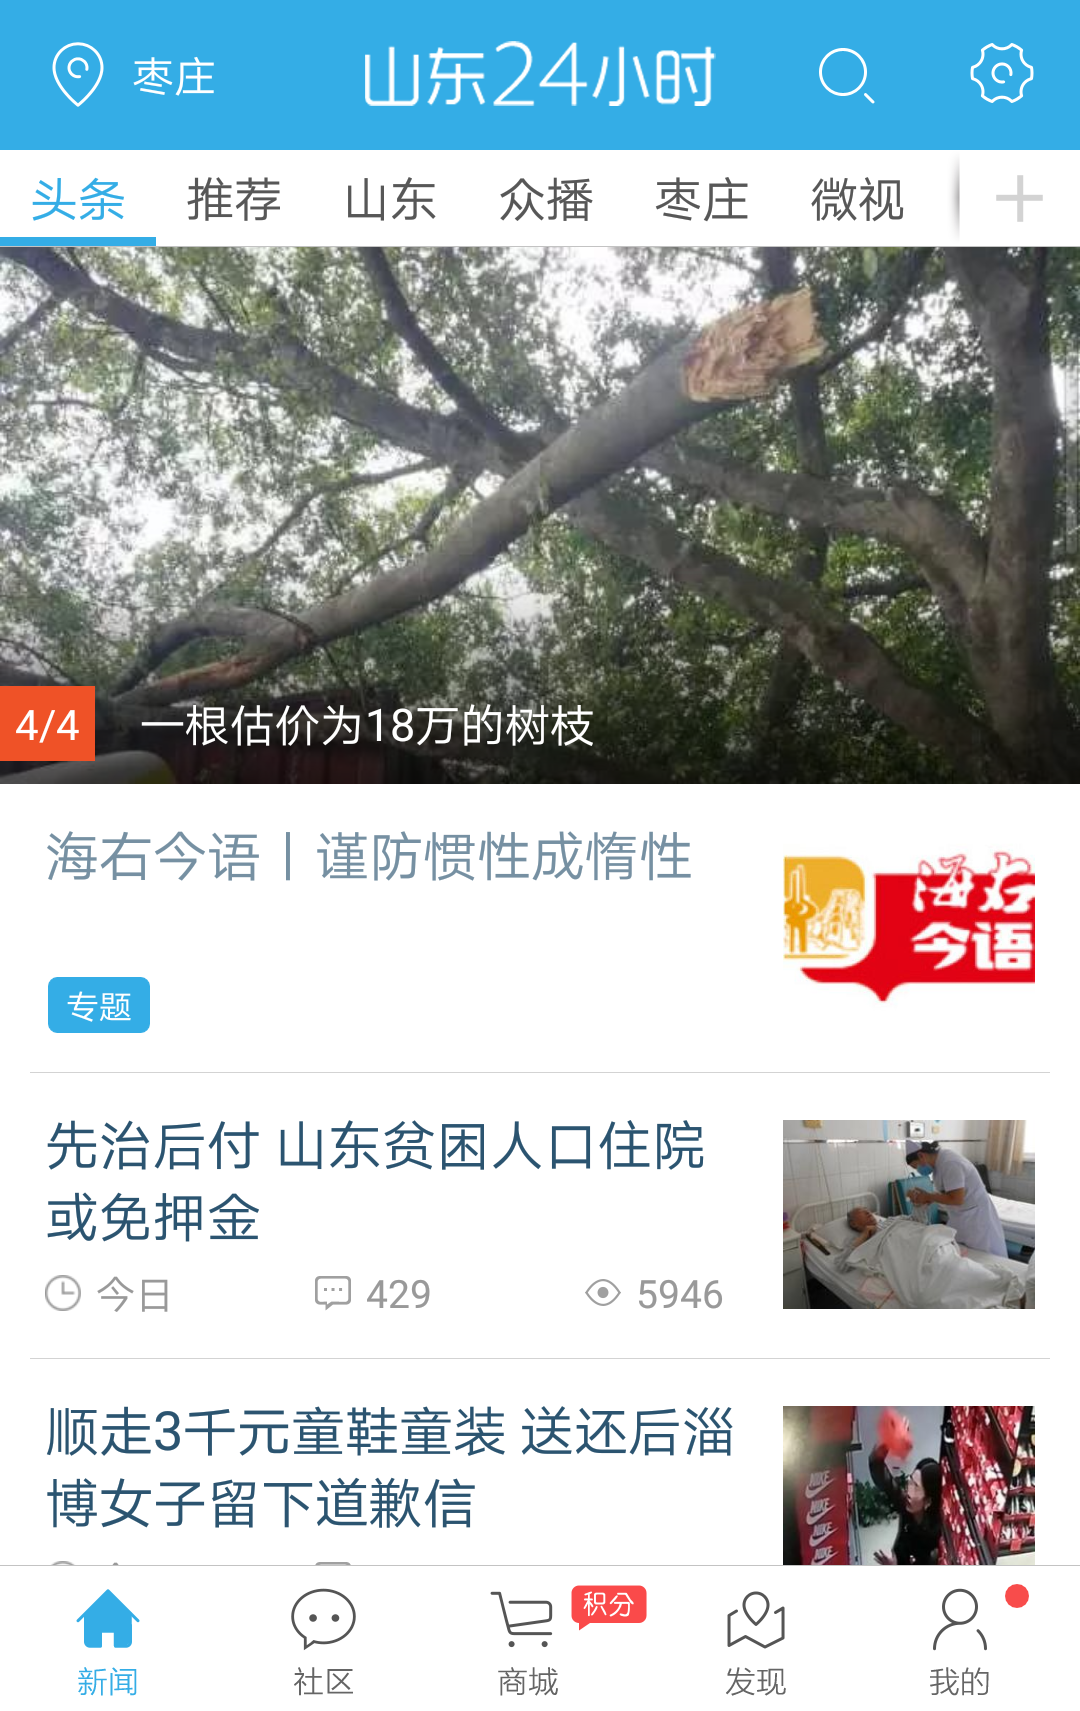 枣庄
山东24小时
头条 推荐 山东 众播 枣庄 微视
4/4 一根估价为18万的树枝
海右今语丨谨防惯性成惰性
海右
今语
专题
先治后付 山东贫困人口住院
或免押金
今日 429 5946
顺走3千元童鞋童装 送还后淄
博女子留下道歉信
NIKE
NIKE
NIKE
NIKE
积分
新闻 社区 商城 发现 我的